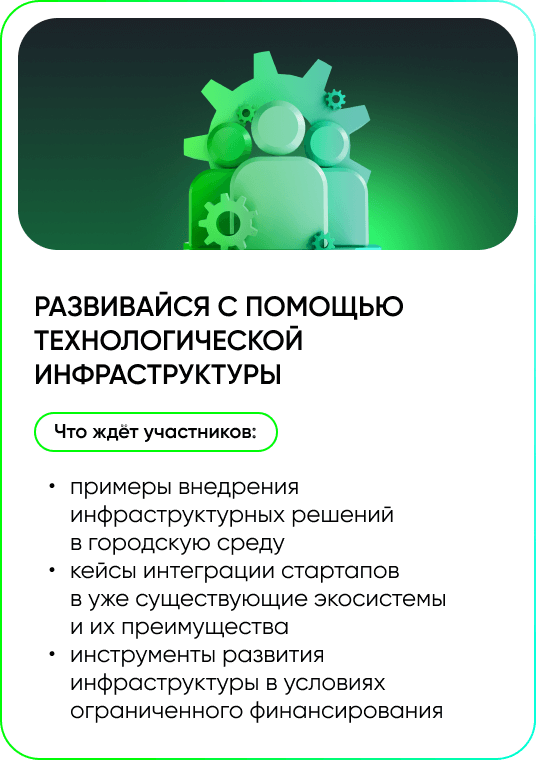 РАЗВИВАЙСЯ С ПОМОЩЬЮ
ТЕХНОЛОГИЧЕСКОЙ
ИНФРАСТРУКТУРЫ
Что ждёт участников:
• примеры внедрения
инфраструктурных решений
в городскую среду
• кейсы интеграции стартапов
в уже существующие экосистемы
и их преимущества
• инструменты развития
инфраструктуры в условиях
ограниченного финансирования